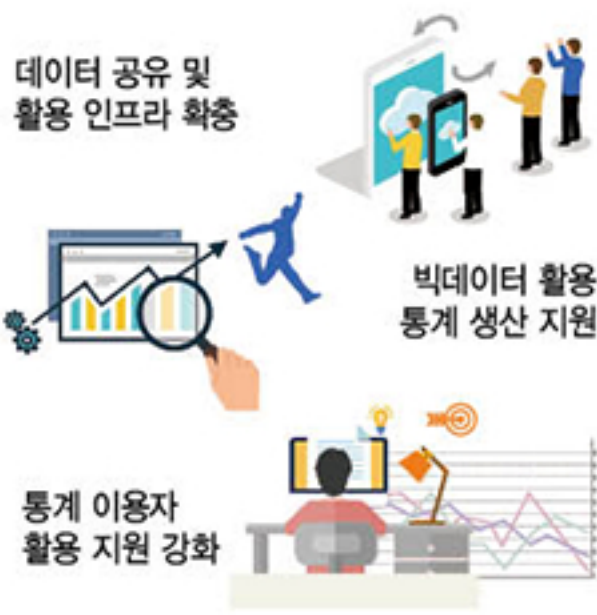 데이터 공유 및
활용 인프라 확충
빅데이터 활용
통계 생산 지원
통계 이용자
활용 지원 강화